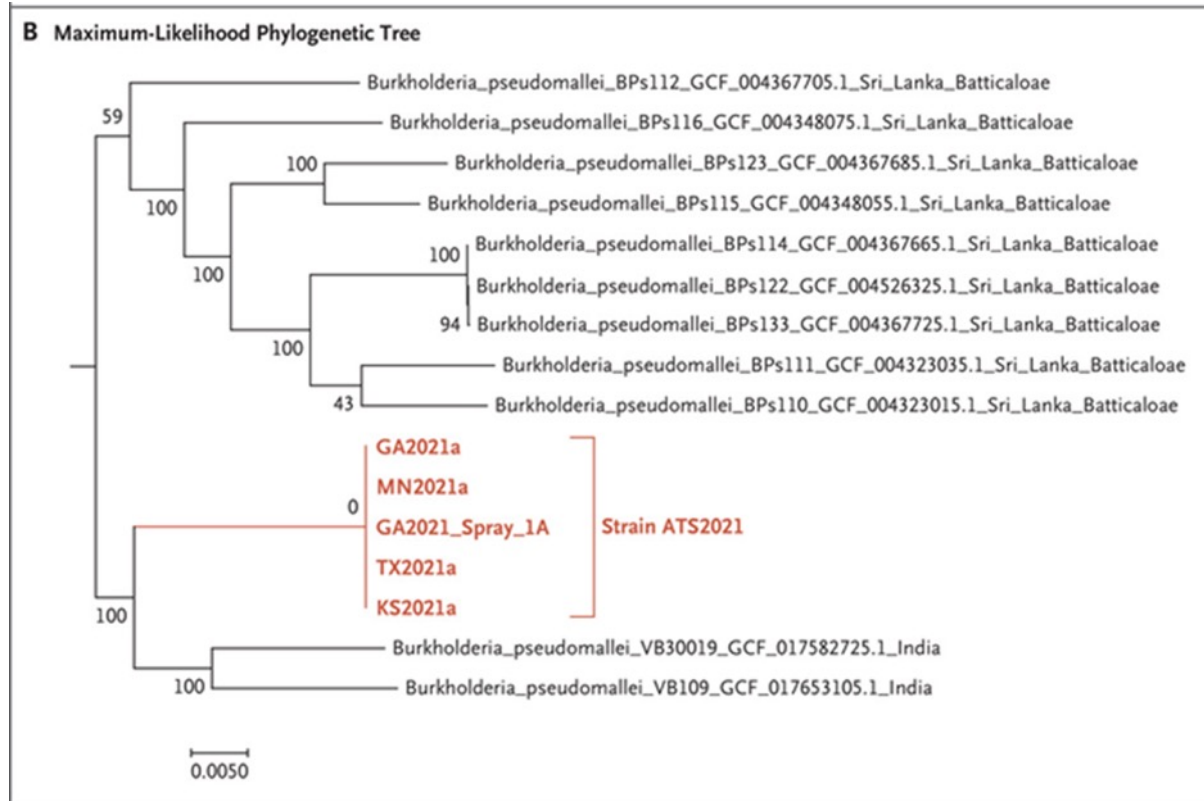 B Maximum-Likelihood Phylogenetic Tree
Burkholderia_pseudomallei_BPs112_GCF_004367705.1_Sri_Lanka_Batticaloae
59
Burkholderia_pseudomallei_BPs116_GCF_004348075.1_Sri_Lanka_Batticaloae
100
Burkholderia_pseudomallei_BPs123_GCF_004367685.1_Sri_Lanka_Batticaloae
100
Burkholderia_pseudomallei_BPs115_GCF_004348055.1_Sri_Lanka_Batticaloae
Burkholderia_pseudomallei_BPs114_GCF_004367665.1_Sri_Lanka_Batticaloae
100
100
Burkholderia_pseudomallei_BPs122_GCF_004526325.1_Sri_Lanka_Batticaloae
94
Burkholderia_pseudomallei_BPs133_GCF_004367725.1_Sri_Lanka_Batticaloae
100
Burkholderia_pseudomallei_BPs111_GCF_004323035.1_Sri_Lanka_Batticaloae
43
Burkholderia_pseudomallei_BPs110_GCF_004323015.1_Sri_Lanka_Batticaloae
GA2021a
MN2021a
0
GA2021_Spray_1A
Strain ATS2021
TX2021a
KS2021a
100
Burkholderia_pseudomallei_VB30019_GCF_017582725.1_India
100
Burkholderia_pseudomallei_VB109_GCF_017653105.1_India
0.0050